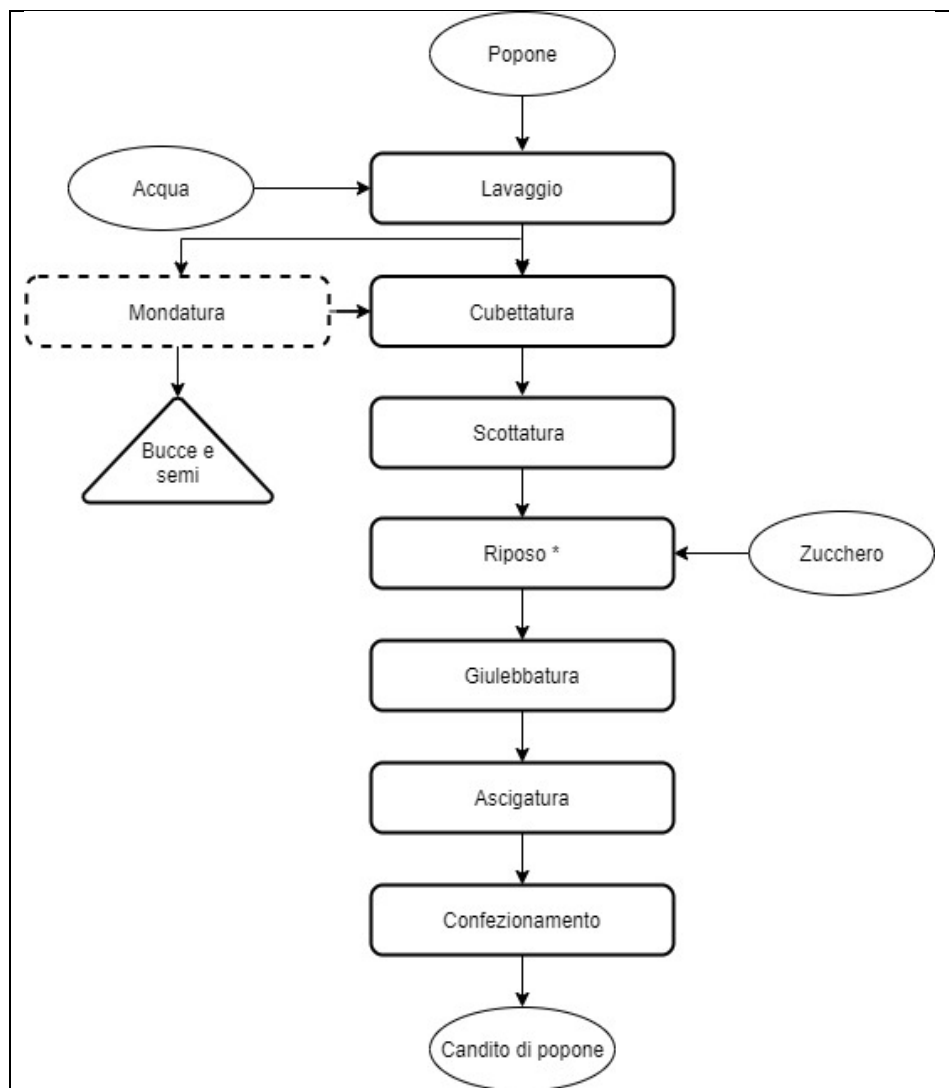 Popone
Acqua
Lavaggio
Mondatura
Cubettatura
Bucce e
semi
Scottatura
Riposo *
Zucchero
Giulebbatura
Ascigatura
Confezionamento
Candito di popone